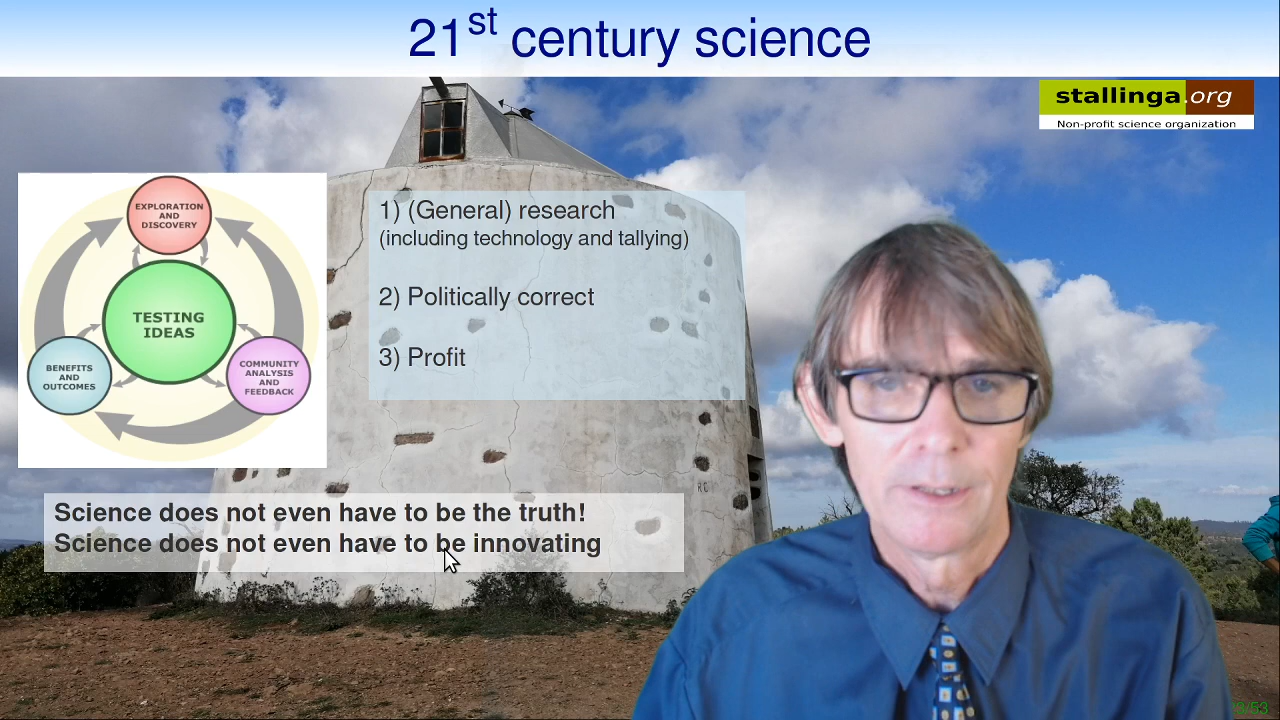 21st century science
stallinga.org
Non-profit science organization
EXPLORATION
AND
DISCOVERY
TESTING
IDEAS
BENEFITS
AND
OUTCOMES
COMMUNITY
ANALYSIS
AND
FEEDBACK
1) (General) research
(including technology and tallying)
2) Politically correct
3) Profit
Science does not even have to be the truth!
Science does not even have to be innovating